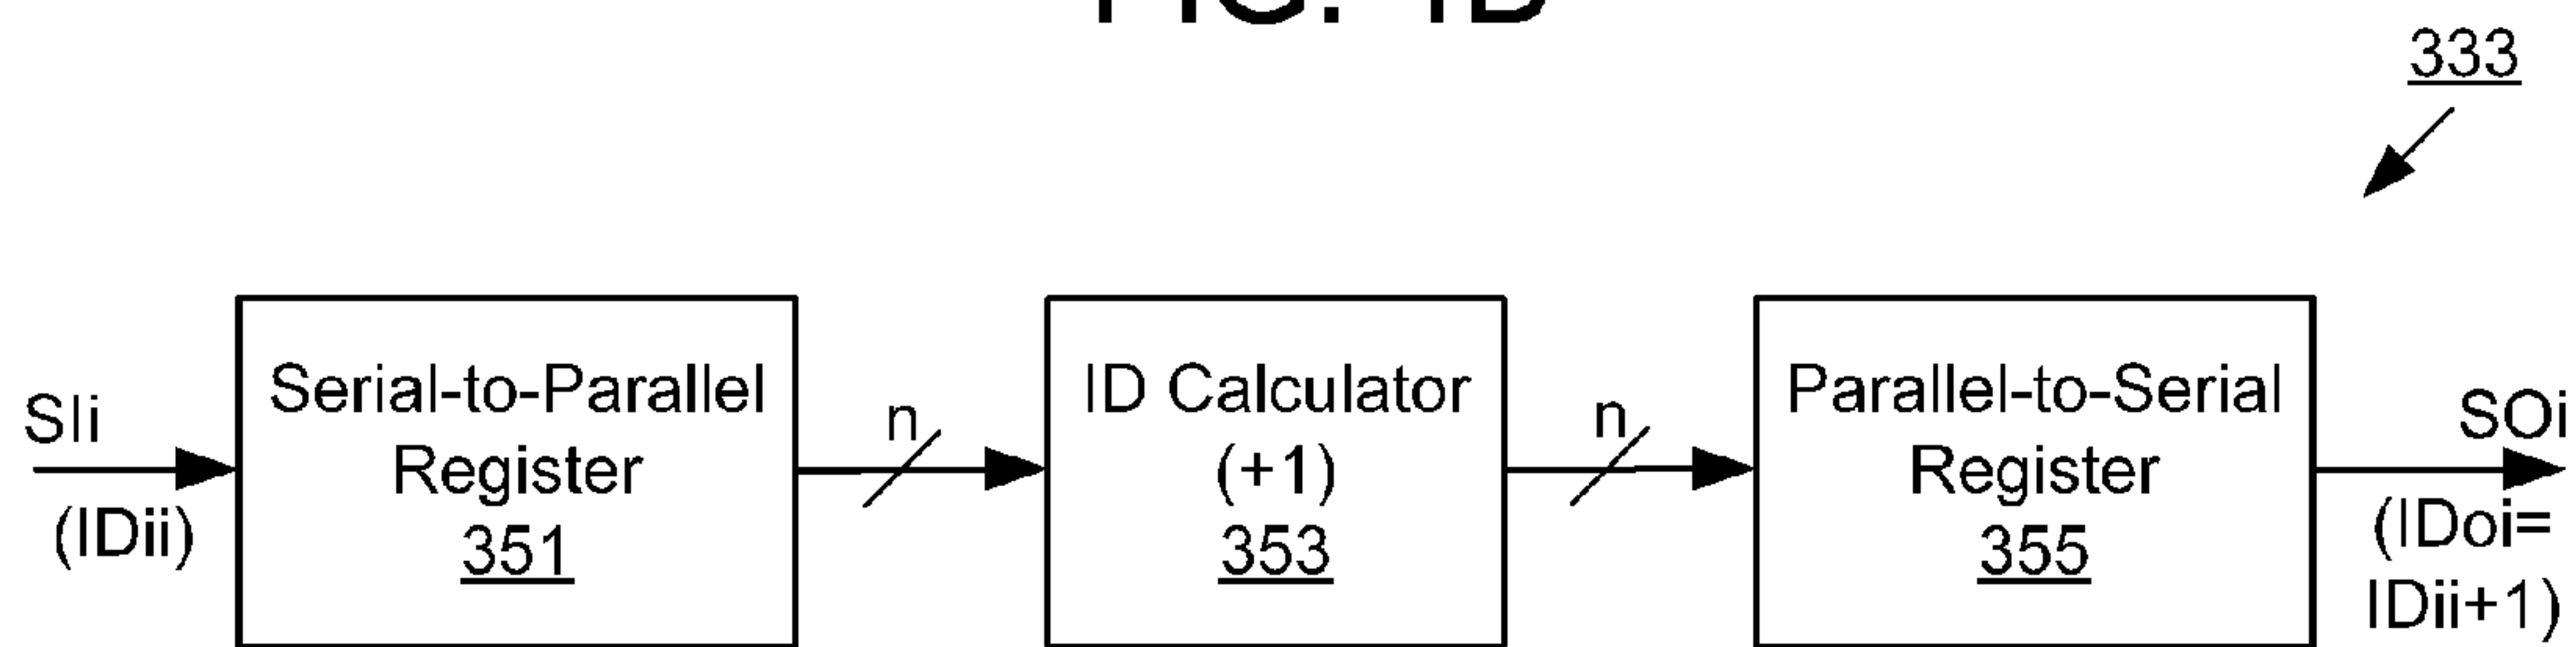 333
SIi
(IDii)
Serial-to-Parallel
Register
351
n
ID Calculator
(+1)
353
n
Parallel-to-Serial
Register
355
SOi
(IDoi=
IDii+1)